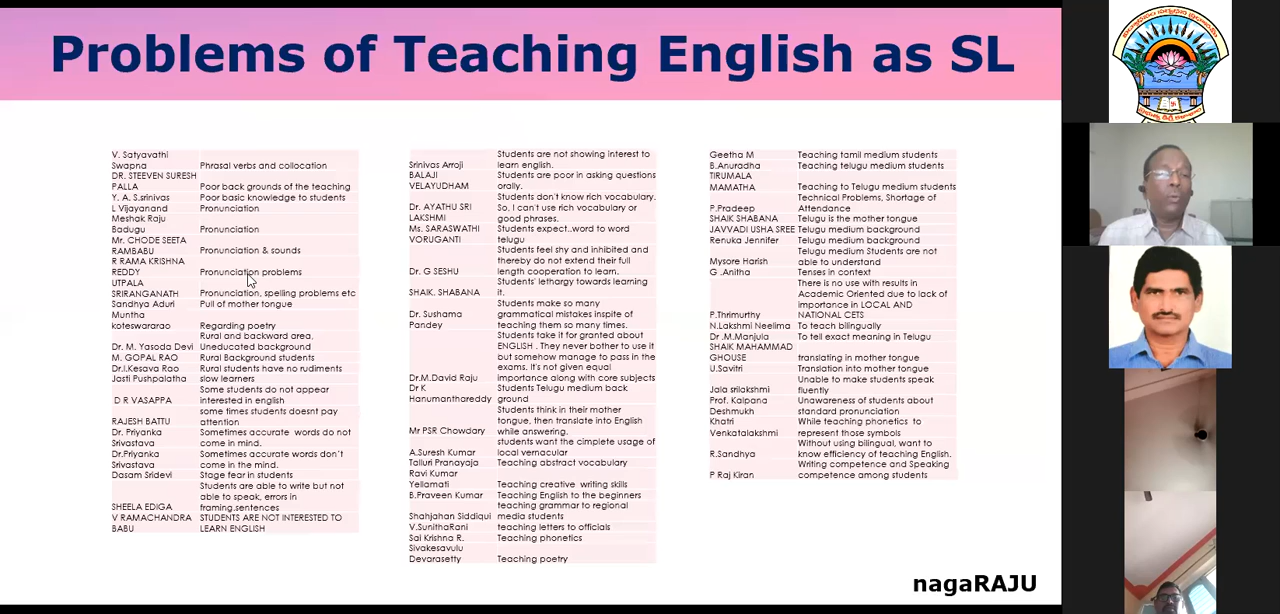 Problems of Teaching English as SL
V. Satyavathi
Swapna Phrasal verbs and collocation
DR. STEEVEN SURESH
PALLA Poor back grounds of the teaching
Y. A. S.srinivas Poor basic knowledge to students
L Vijayanand Pronunciation
Meshak Raju
Badugu Pronunciation
Mr. CHODE SEETA
RAMBABU Pronunciation & sounds
R RAMA KRISHNA
REDDY Pronunciation problems
UTPALA
SRIRANGANATH Pronunciation, spelling problems etc
Sandhya Aduri Pull of mother tongue
Muntha
koteswararao Regarding poetry
Rural and backward area,
Dr. M. Yasoda Devi Uneducated background
M. GOPAL RAO Rural Background students
Dr.I.Kesava Rao Rural students have no rudiments
Jasti Pushpalatha slow learners
Some students do not appear
D R VASAPPA interested in english
some times students doesnt pay
RAJESH BATTU attention
Dr. Priyanka Sometimes accurate words do not
Srivastava come in mind.
Dr.Priyanka Sometimes accurate words don't
Srivastava come in the mind.
Dasam Sridevi Stage fear in students
Students are able to write but not
able to speak, errors in
SHEELA EDIGA framing.sentences
V RAMACHANDRA STUDENTS ARE NOT INTERESTED TO
BABU LEARN ENGLISH
Students are not showing interest to
Srinivas Arroji learn english.
BALAJI Students are poor in asking questions
VELAYUDHAM orally.
Students don't know rich vocabulary.
Dr. AYATHU SRI So, I can't use rich vocabulary or
LAKSHMI good phrases.
Ms. SARASWATHI Students expect..word to word
VORUGANTI telugu
Students feel shy and inhibited and
thereby do not extend their full
Dr. G SESHU length cooperation to learn.
Students' lethargy towards learning
SHAIK. SHABANA it.
Students make so many
Dr. Sushama grammatical mistakes inspite of
Pandey teaching them so many times.
Students take it for granted about
ENGLISH . They never bother to use it
but somehow manage to pass in the
exams. It's not given equal
Dr.M.David Raju importance along with core subjects
Dr.K Students Telugu medium back
Hanumanthareddy ground
Students think in their mother
tongue, then translate into English
Mr PSR Chowdary while answering.
students want the cimplete usage of
A.Suresh Kumar local vernacular
Talluri Pranayaja Teaching abstract vocabulary
Ravi Kumar
Yellamati Teaching creative writing skills
B.Praveen Kumar Teaching English to the beginners
teaching grammar to regional
Shahjahan Siddiqui media students
V.SunithaRani teaching letters to officials
Sai Krishna R. Teaching phonetics
Sivakesavulu
Devarasetty Teaching poetry
Geetha M Teaching tamil medium students
B.Anuradha Teaching telugu medium students
TIRUMALA
MAMATHA Teaching to Telugu medium students
Technical Problems, Shortage of
P.Pradeep Attendance
SHAIK SHABANA Telugu is the mother tongue
JAVVADI USHA SREE Telugu medium background
Renuka Jennifer Telugu medium background
Telugu medium Students are not
Mysore Harish able to understand
G .Anitha Tenses in context
There is no use with results in
Academic Oriented due to lack of
importance in LOCAL AND
P.Thrimurthy NATIONAL CETS
N.Lakshmi Neelima To teach bilingually
Dr .M.Manjula To tell exact meaning in Telugu
SHAIK MAHAMMAD
GHOUSE translating in mother tongue
U.Savitri Translation into mother tongue
Unable to make students speak
Jala srilakshmi fluently
Prof. Kalpana Unawareness of students about
Deshmukh standard pronunciation
Khatri While teaching phonetics to
Venkatalakshmi represent those symbols
Without using bilingual, want to
R.Sandhya know efficiency of teaching English.
Writing competence and Speaking
P Raj Kiran competence among students
nagaRAJU